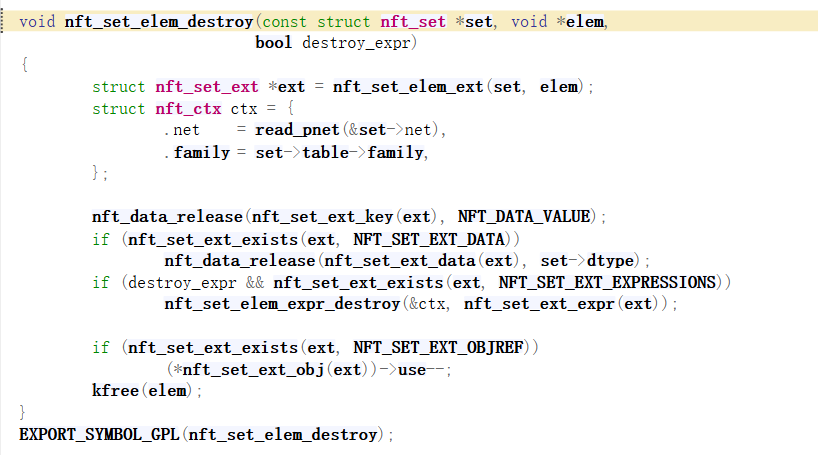 void nft_set_elem_destroy(const struct nft_set *set, void *elem,
                          bool destroy_expr)
{
        struct nft_set_ext *ext = nft_set_elem_ext(set, elem);
        struct nft_ctx ctx = {
                .net    = read_pnet(&set->net),
                .family = set->table->family,
        };

        nft_data_release(nft_set_ext_key(ext), NFT_DATA_VALUE);
        if (nft_set_ext_exists(ext, NFT_SET_EXT_DATA))
                nft_data_release(nft_set_ext_data(ext), set->dtype);
        if (destroy_expr && nft_set_ext_exists(ext, NFT_SET_EXT_EXPRESSIONS))
                nft_set_elem_expr_destroy(&ctx, nft_set_ext_expr(ext));

        if (nft_set_ext_exists(ext, NFT_SET_EXT_OBJREF))
                (*nft_set_ext_obj(ext))->use--;
        kfree(elem);
}
EXPORT_SYMBOL_GPL(nft_set_elem_destroy);